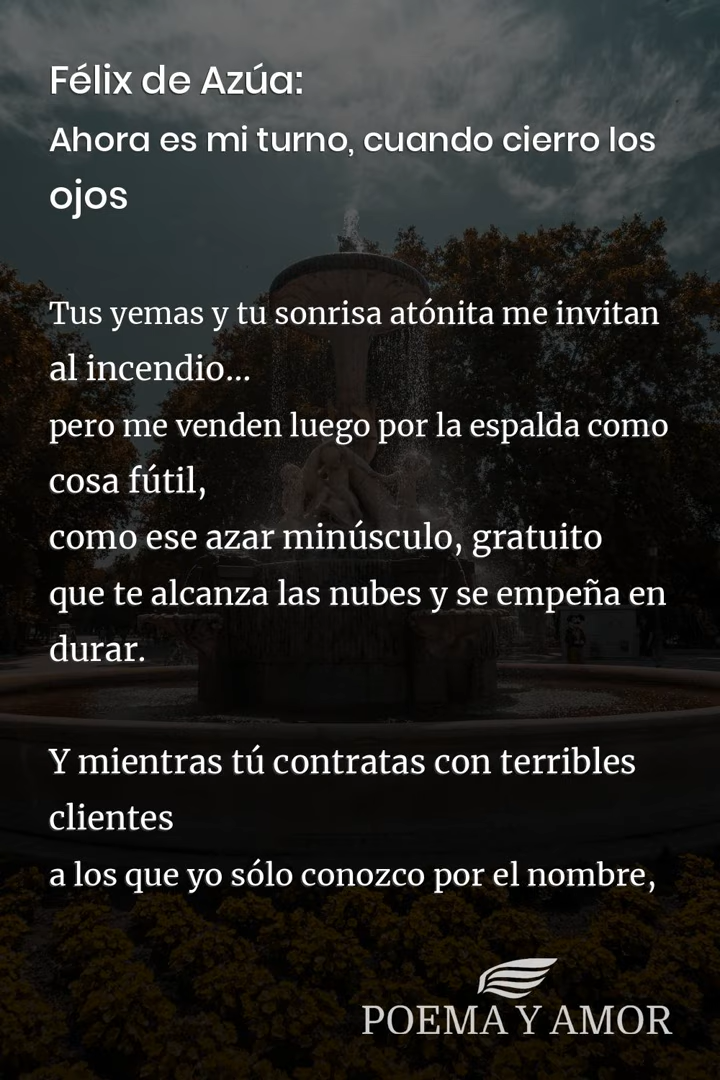 Félix de Azúa:
Ahora es mi turno, cuando cierro los
ojos
Tus yemas y tu sonrisa atónita me invitan
al incendio...
pero me venden luego por la espalda como
cosa fútil,
como ese azar minúsculo, gratuito
que te alcanza las nubes y se empeña en
durar.
Y mientras tú contratas con terribles
clientes
a los que yo sólo conozco por el nombre,
POEMA Y AMOR